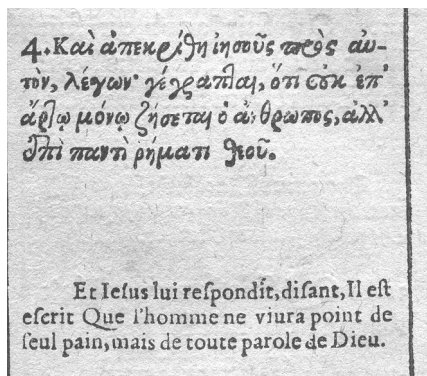 4. Καὶ ἀπεκρίθη ἰησοῦς πρὸς αὐ-
τὸν, λέγων· γέγραπται, ὅτι οὐκ ἐπ'
ἄρτῳ μόνῳ ζήσεται ὁ ἄνθρωπος, ἀλλ'
ἐπὶ παντὶ ῥήματι θεοῦ.
Et Ieſus lui reſpondit, diſant, Il eſt
eſcrit Que l'homme ne viura point de
ſeul pain, mais de toute parole de Dieu.